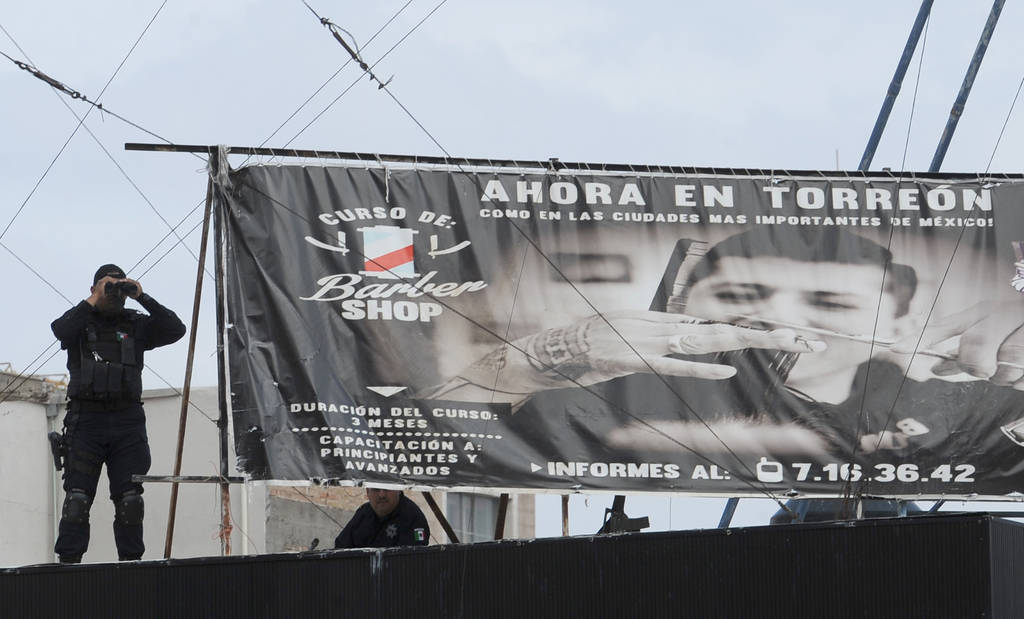 AHORA EN TORREÓN
COMO EN LAS CIUDADES MAS IMPORTANTES DE MÉXICO!
CURSO DE:
Barber
SHOP
DURACIÓN DEL CURSO:
3 MESES
CAPACITACIÓN A:
PRINCIPIANTES Y
AVANZADOS
INFORMES AL: 7.16.36.42